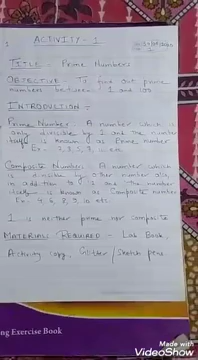 ACTIVITY - 1
TITLE - Prime Numbers
OBJECTIVE - To find out prime
numbers between 1 and 100
INTRODUCTION :-
Prime Number : A number which is
only divisible by 1 and the number
itself is known as Prime number
Ex - 2, 3, 5, 7, 11 etc.
Composite Number : A number which
is divisible by other number also
in addition to 1 and the number
itself is known as Composite number
Ex. 4, 6, 8, 9, 10 etc
1 is neither prime nor Composite
MATERIALS REQUIRED - Lab Book,
Activity copy, Glitter / Sketch pens
ng Exercise Book
Made with
VideoShow